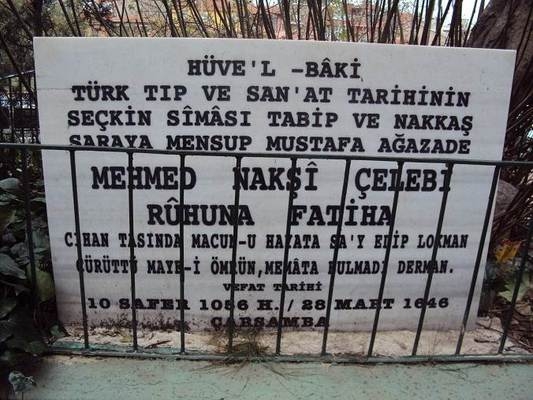 HÜVE'L -BÂKİ
TÜRK TIP VE SAN'AT TARİHİNİN
SEÇKİN SÎMÂSI TABİP VE NAKKAŞ
SARAYA MENSUP MUSTAFA AĞAZADE
MEHMED NAKŞÎ ÇELEBİ
RÛHUNA FATİHA
CİHAN TASINDA MACUN-U HAYATA SA'Y EDİP LOKMAN
ÇÜRÜTTÜ MAYE-İ ÖMRÜN, MEMÂTA BULMADI DERMAN.
VEFAT TARİHİ
10 SAFER 1056 H. / 28 MART 1646
ÇARŞAMBA